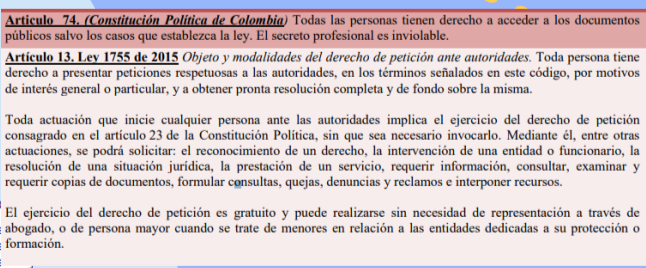 Articulo 74. (Constitución Política de Colombia) Todas las personas tienen derecho a acceder a los documentos
públicos salvo los casos que establezca la ley. El secreto profesional es inviolable.
Artículo 13. Ley 1755 de 2015 Objeto y modalidades del derecho de petición ante autoridades. Toda persona tiene
derecho a presentar peticiones respetuosas a las autoridades, en los términos señalados en este código, por motivos
de interés general o particular, y a obtener pronta resolución completa y de fondo sobre la misma.
Toda actuación que inicie cualquier persona ante las autoridades implica el ejercicio del derecho de petición
consagrado en el artículo 23 de la Constitución Política, sin que sea necesario invocarlo. Mediante él, entre otras
actuaciones, se podrá solicitar: el reconocimiento de un derecho, la intervención de una entidad o funcionario, la
resolución de una situación jurídica, la prestación de un servicio, requerir información, consultar, examinar y
requerir copias de documentos, formular consultas, quejas, denuncias y reclamos e interponer recursos.
El ejercicio del derecho de petición es gratuito y puede realizarse sin necesidad de representación a través de
abogado, o de persona mayor cuando se trate de menores en relación a las entidades dedicadas a su protección o
formación.